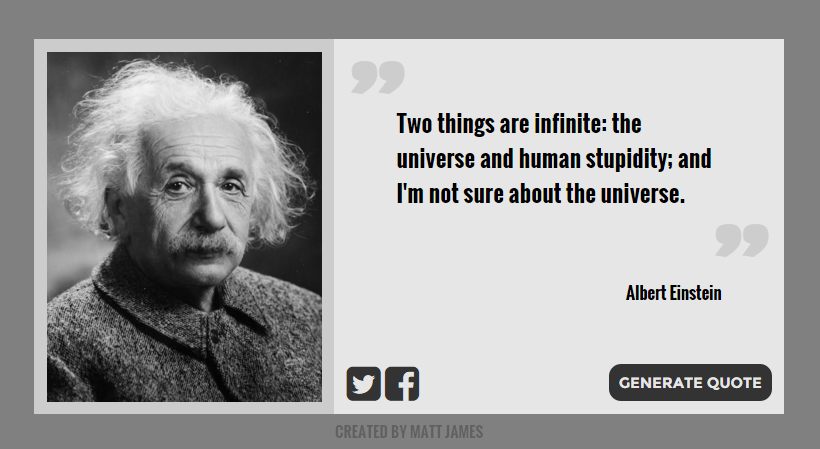 Two things are infinite: the
universe and human stupidity; and
I'm not sure about the universe.
Albert Einstein
GENERATE QUOTE
CREATED BY MATT JAMES